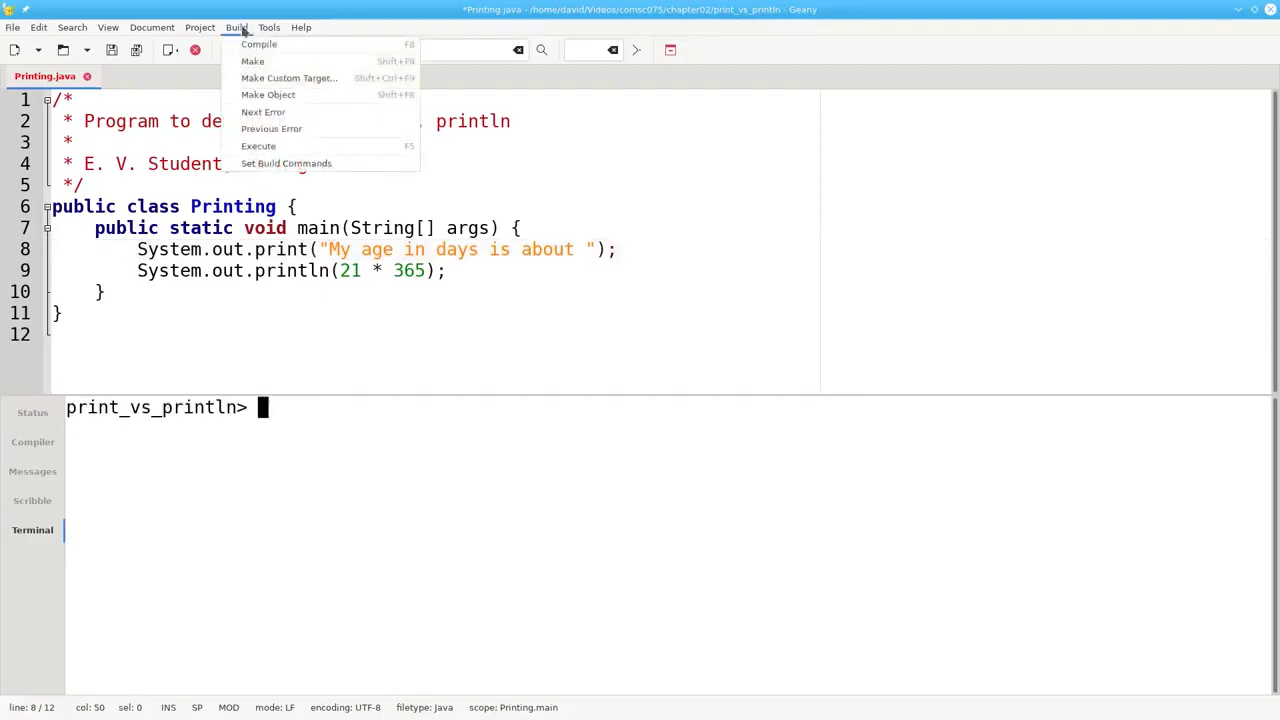 *Printing.java - /home/david/Videos/comsc075/chapter02/print_vs_println - Geany
File Edit Search View Document Project Build Tools Help
Compile F8
Make Shift+F9
Make Custom Target... Shift+Ctrl+F9
Make Object Shift+F8
Next Error
Previous Error
Execute F5
Set Build Commands
Printing.java
1 /*
2 * Program to de println
3 *
4 * E. V. Student
5 */
6 public class Printing {
7 public static void main(String[] args) {
8 System.out.print("My age in days is about ");
9 System.out.println(21 * 365);
10 }
11 }
12
Status
Compiler
Messages
Scribble
Terminal
print_vs_println>
line: 8 / 12 col: 50 sel: 0 INS SP MOD mode: LF encoding: UTF-8 filetype: Java scope: Printing.main